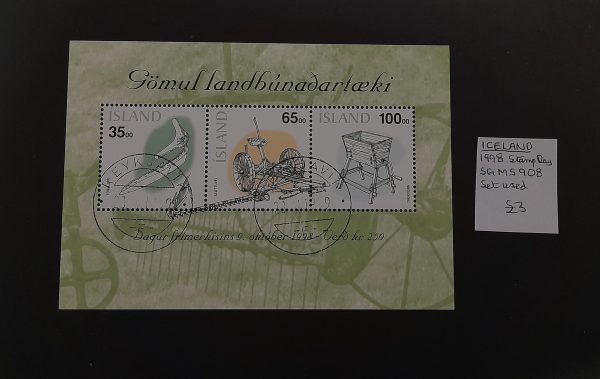 Gömul landbúnaðartæki
ÍSLAND
35.00
ÍSLAND
65.00
ÍSLAND
100.00
REYKJAVÍK
Dagur frímerkisins 9. október 1998 - Verð kr. 250
ICELAND
1998 Stamp Day
SG MS 908
Set used
£3